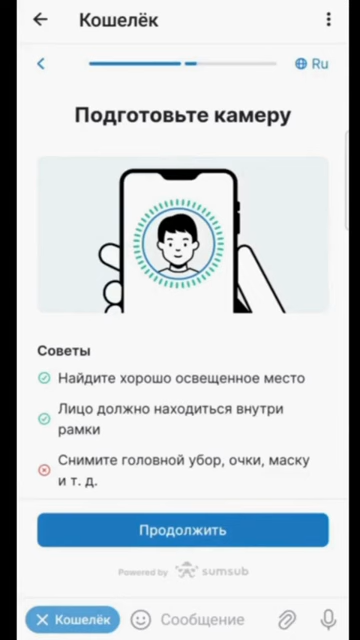 Кошелёк
Ru
Подготовьте камеру
Советы
Найдите хорошо освещенное место
Лицо должно находиться внутри
рамки
Снимите головной убор, очки, маску
и т. д.
Продолжить
Powered by sumsub
Кошелёк
Сообщение